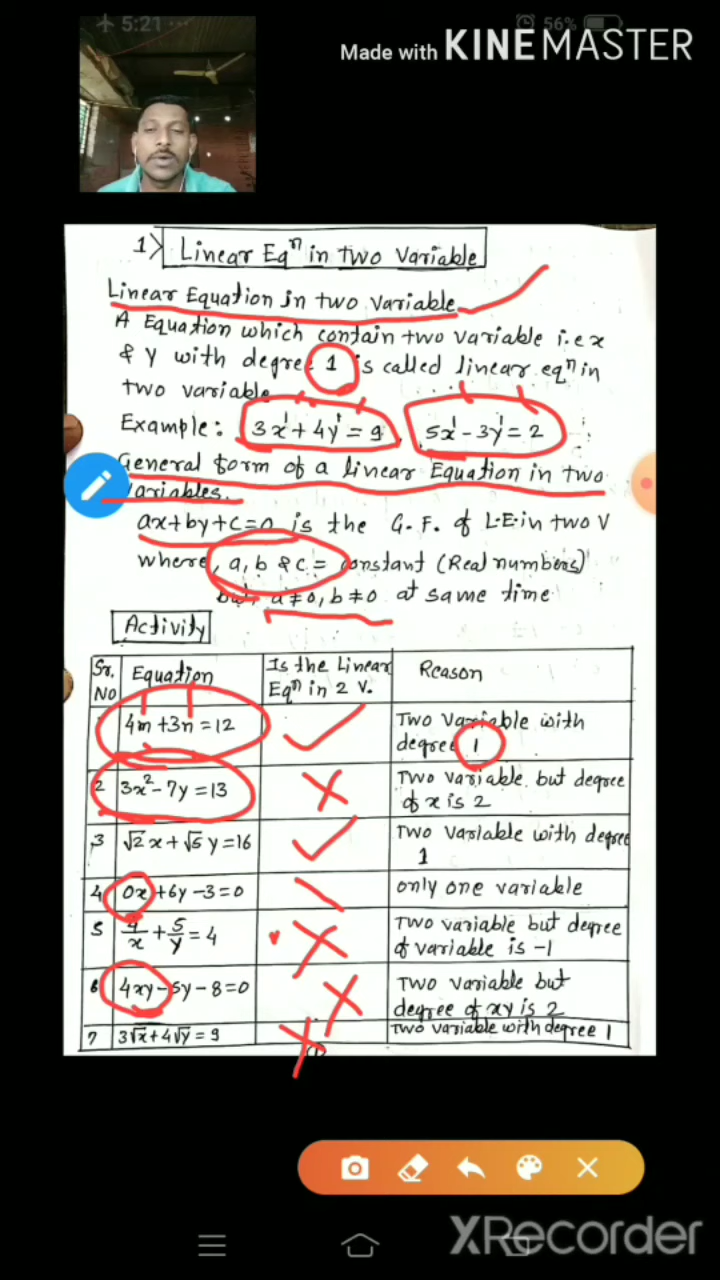 5:21 ...
56%
Made with KINEMASTER
1) Linear Eqⁿ in two Variable
Linear Equation in two variable
A Equation which contain two variable i.e x
& y with degree 1 is called linear eqⁿ in
two variable
Example: 3x¹ + 4y¹ = 9, 5x¹ - 3y¹ = 2
General form of a linear Equation in two
variables.
ax+by+c=0 is the G.F. of L.E. in two V
where, a, b & c = constant (Real numbers)
but, a ≠ 0, b ≠ 0 at same time
Activity
Sr. NO Equation Is the Linear Eqⁿ in 2 V. Reason
4m + 3n = 12 Two variable with
degree 1
2 3x² - 7y = 13 Two variable but degree
of x is 2
3 √2 x + √5 y = 16 Two variable with degree
1
4 0x + 6y - 3 = 0 only one variable
5 4/x + 5/y = 4 Two variable but degree
of variable is -1
6 4xy - 5y - 8 = 0 Two variable but
degree of xy is 2
7 3√x + 4√y = 9 Two variable with degree 1
XRecorder